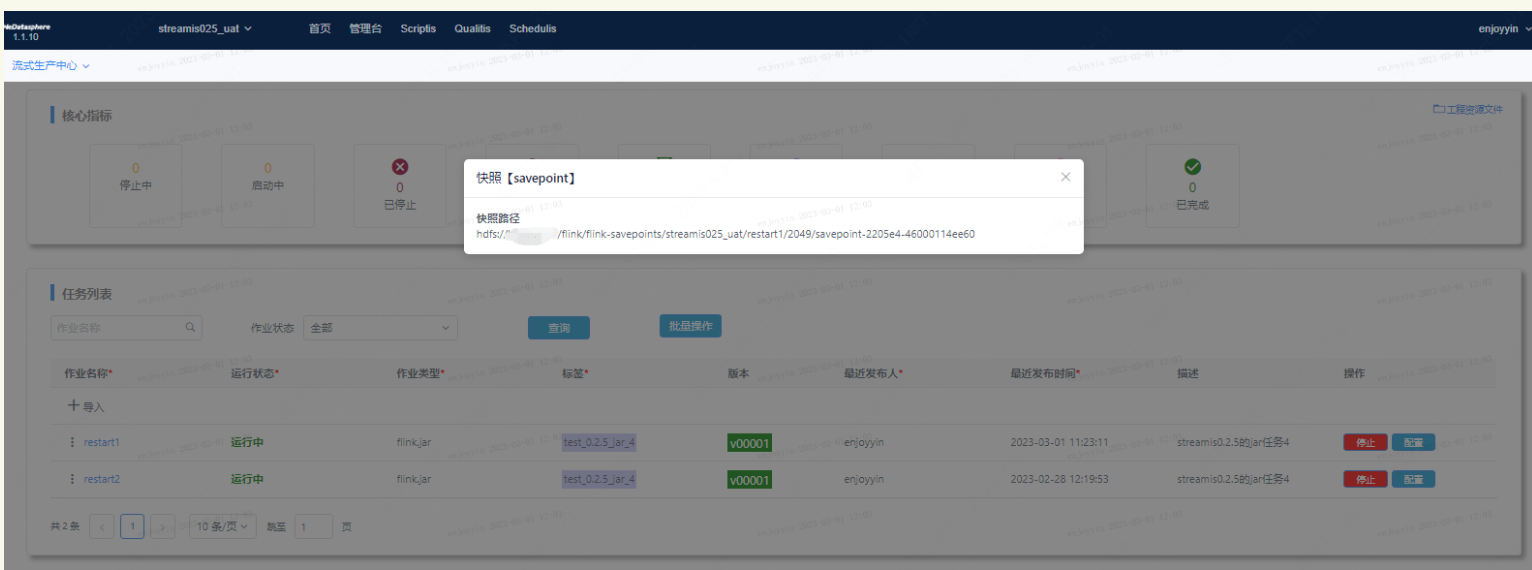 WeDatasphere
1.1.10
streamis025_uat 首页 管理台 Scriptis Qualitis Schedulis enjoyyin
流式生产中心
核心指标 工程资源文件
0 停止中
0 启动中
0 已停止
0 已完成
快照【savepoint】
快照路径
hdfs:/ /flink/flink-savepoints/streamis025_uat/restart1/2049/savepoint-2205e4-46000114ee60
任务列表
作业名称 作业状态 全部 查询 批量操作
作业名称* 运行状态* 作业类型* 标签* 版本 最近发布人* 最近发布时间* 描述 操作
导入
restart1 运行中 flink.jar test_0.2.5_jar_4 v00001 enjoyyin 2023-03-01 11:23:11 streamis0.2.5的jar任务4 停止 配置
restart2 运行中 flink.jar test_0.2.5_jar_4 v00001 enjoyyin 2023-02-28 12:19:53 streamis0.2.5的jar任务4 停止 配置
共 2 条 1 10 条/页 跳至 1 页
enjoyyin 2023-03-01 12:03